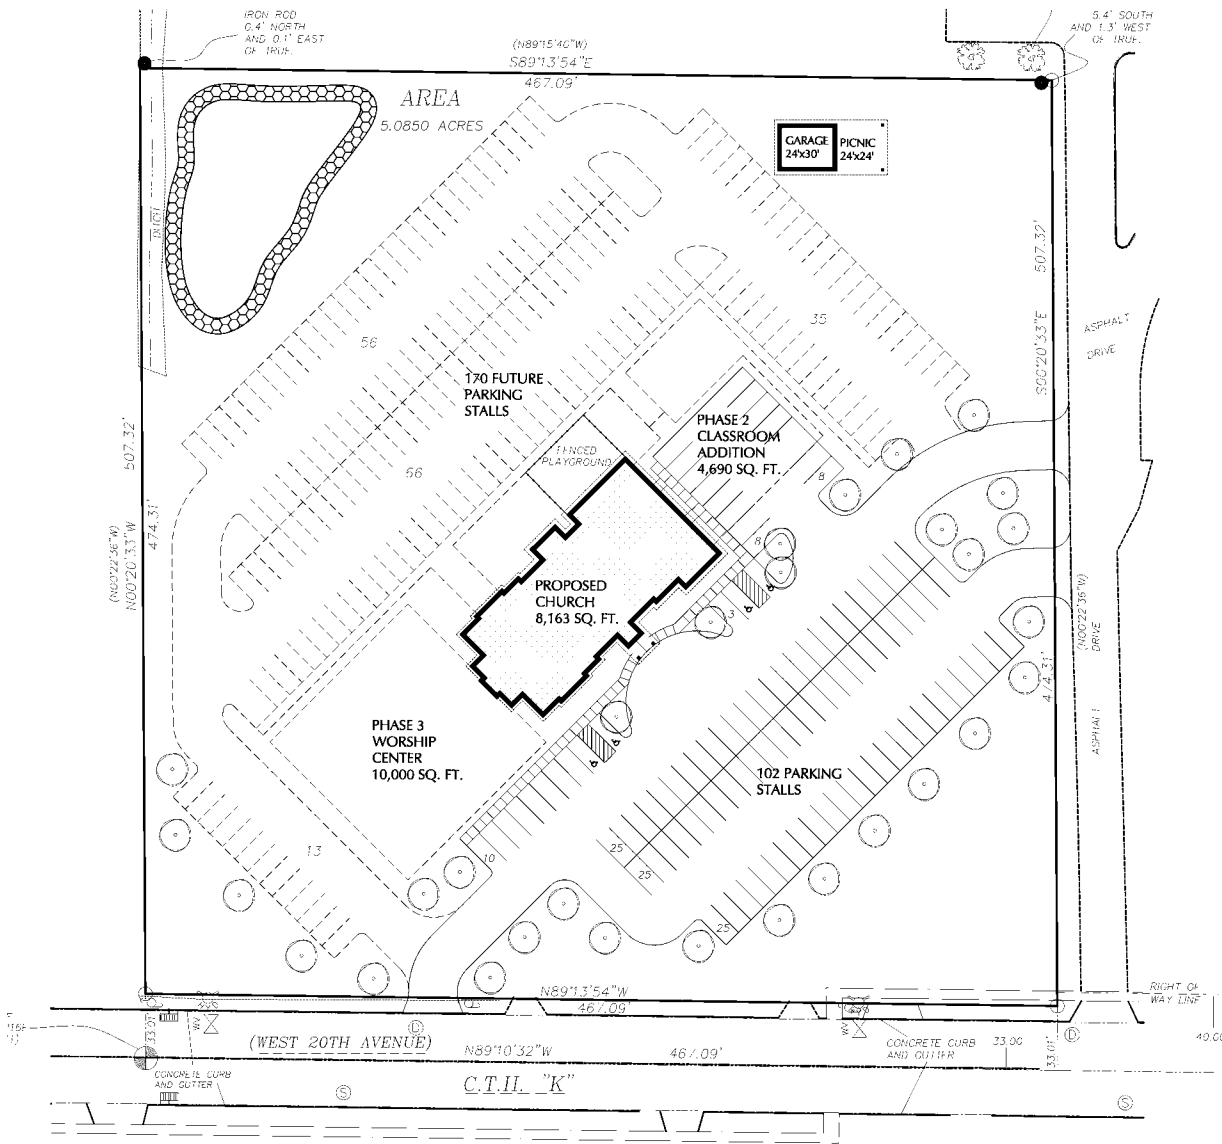 IRON ROD
0.4' NORTH
AND 0.1' EAST
OF TRUE.
5.4' SOUTH
AND 1.3' WEST
OF TRUE.
(N89°15'40"W)
S89°13'54"E
467.09'
AREA
5.0850 ACRES
GARAGE
24'x30'
PICNIC
24'x24'
DITCH
507.32'
S00°20'33"E
ASPHALT
DRIVE
56
35
170 FUTURE
PARKING
STALLS
PHASE 2
CLASSROOM
ADDITION
4,690 SQ. FT.
FENCED
PLAYGROUND
507.32'
56
8
474.31'
(N00°22'36"W)
N00°20'33"W
8
PROPOSED
CHURCH
8,163 SQ. FT.
3
(N00°22'36"W)
DRIVE
474.31'
ASPHALT
PHASE 3
WORSHIP
CENTER
10,000 SQ. FT.
102 PARKING
STALLS
13
10
25
25
25
N89°13'54"W
467.09'
RIGHT OF
WAY LINE
33.01'
WV
D
(WEST 20TH AVENUE)
N89°10'32"W
467.09'
WV
CONCRETE CURB
AND GUTTER
33.00
33.01'
D
40.00
CONCRETE CURB
AND GUTTER
S
C.T.H. "K"
S